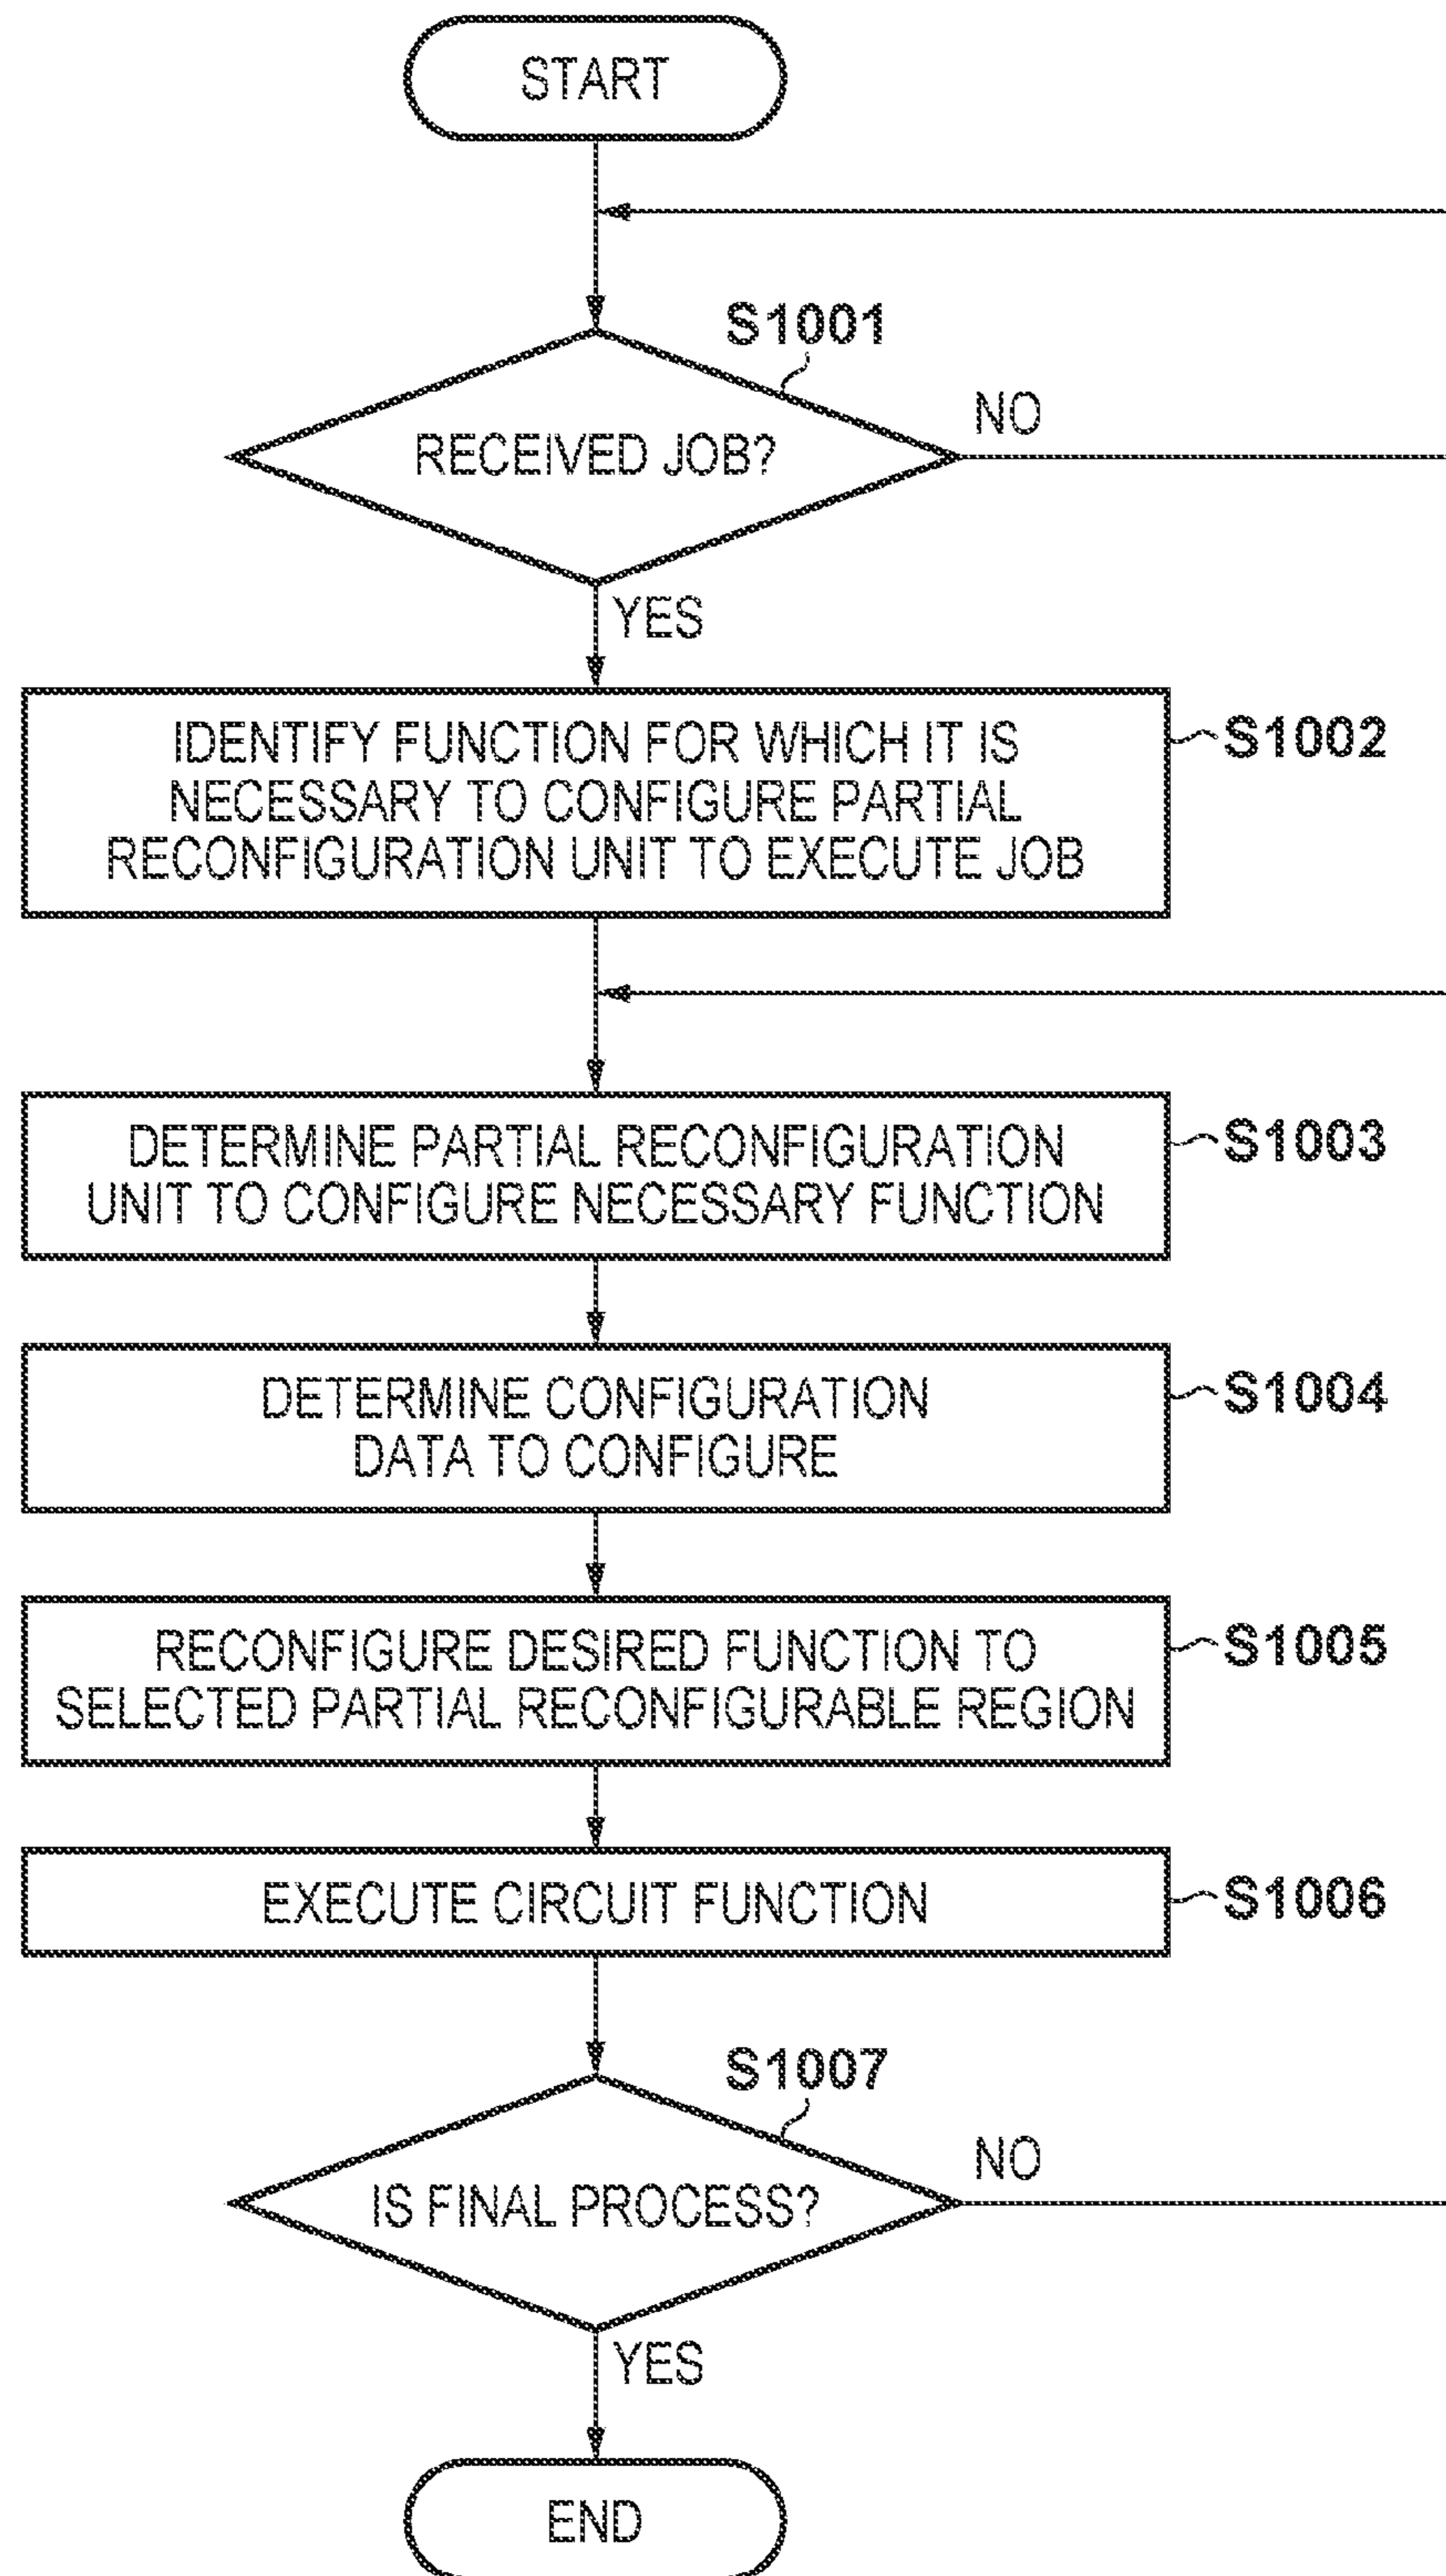 START
S1001
RECEIVED JOB?
NO
YES
IDENTIFY FUNCTION FOR WHICH IT IS
NECESSARY TO CONFIGURE PARTIAL
RECONFIGURATION UNIT TO EXECUTE JOB
S1002
DETERMINE PARTIAL RECONFIGURATION
UNIT TO CONFIGURE NECESSARY FUNCTION
S1003
DETERMINE CONFIGURATION
DATA TO CONFIGURE
S1004
RECONFIGURE DESIRED FUNCTION TO
SELECTED PARTIAL RECONFIGURABLE REGION
S1005
EXECUTE CIRCUIT FUNCTION
S1006
S1007
IS FINAL PROCESS?
NO
YES
END